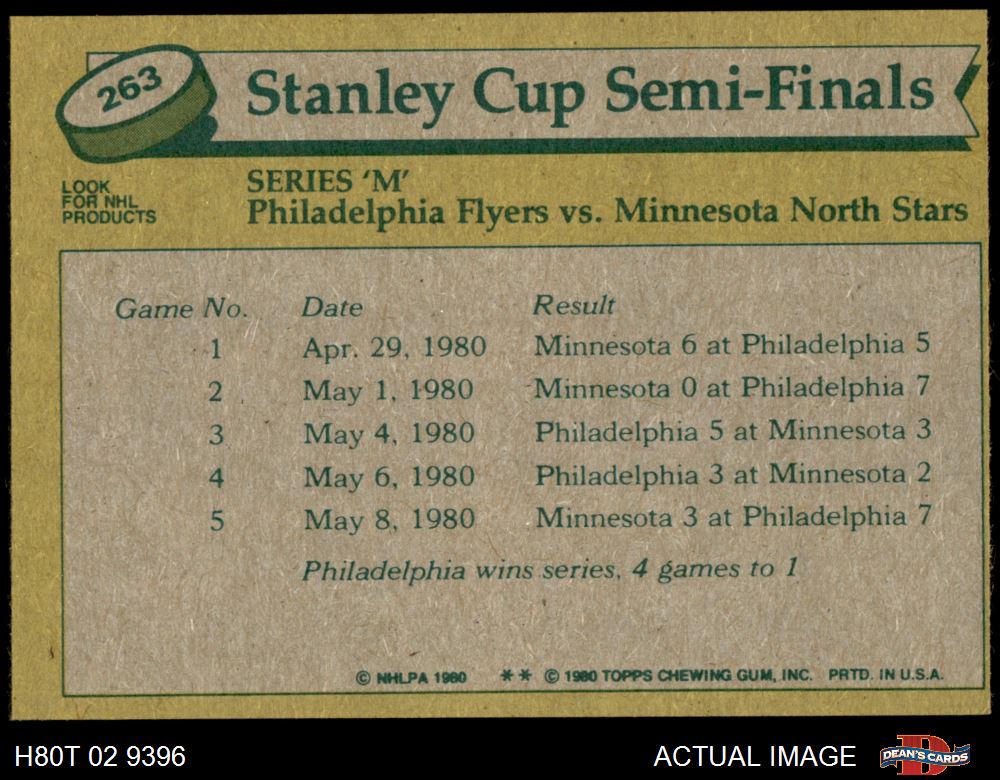 263
Stanley Cup Semi-Finals
LOOK
FOR NHL
PRODUCTS
SERIES 'M'
Philadelphia Flyers vs. Minnesota North Stars
Game No. Date Result
1 Apr. 29, 1980 Minnesota 6 at Philadelphia 5
2 May 1, 1980 Minnesota 0 at Philadelphia 7
3 May 4, 1980 Philadelphia 5 at Minnesota 3
4 May 6, 1980 Philadelphia 3 at Minnesota 2
5 May 8, 1980 Minnesota 3 at Philadelphia 7
Philadelphia wins series, 4 games to 1
© NHLPA 1980 ** © 1980 TOPPS CHEWING GUM, INC. PRTD. IN U.S.A.
H80T 02 9396 ACTUAL IMAGE DEAN'S CARDS